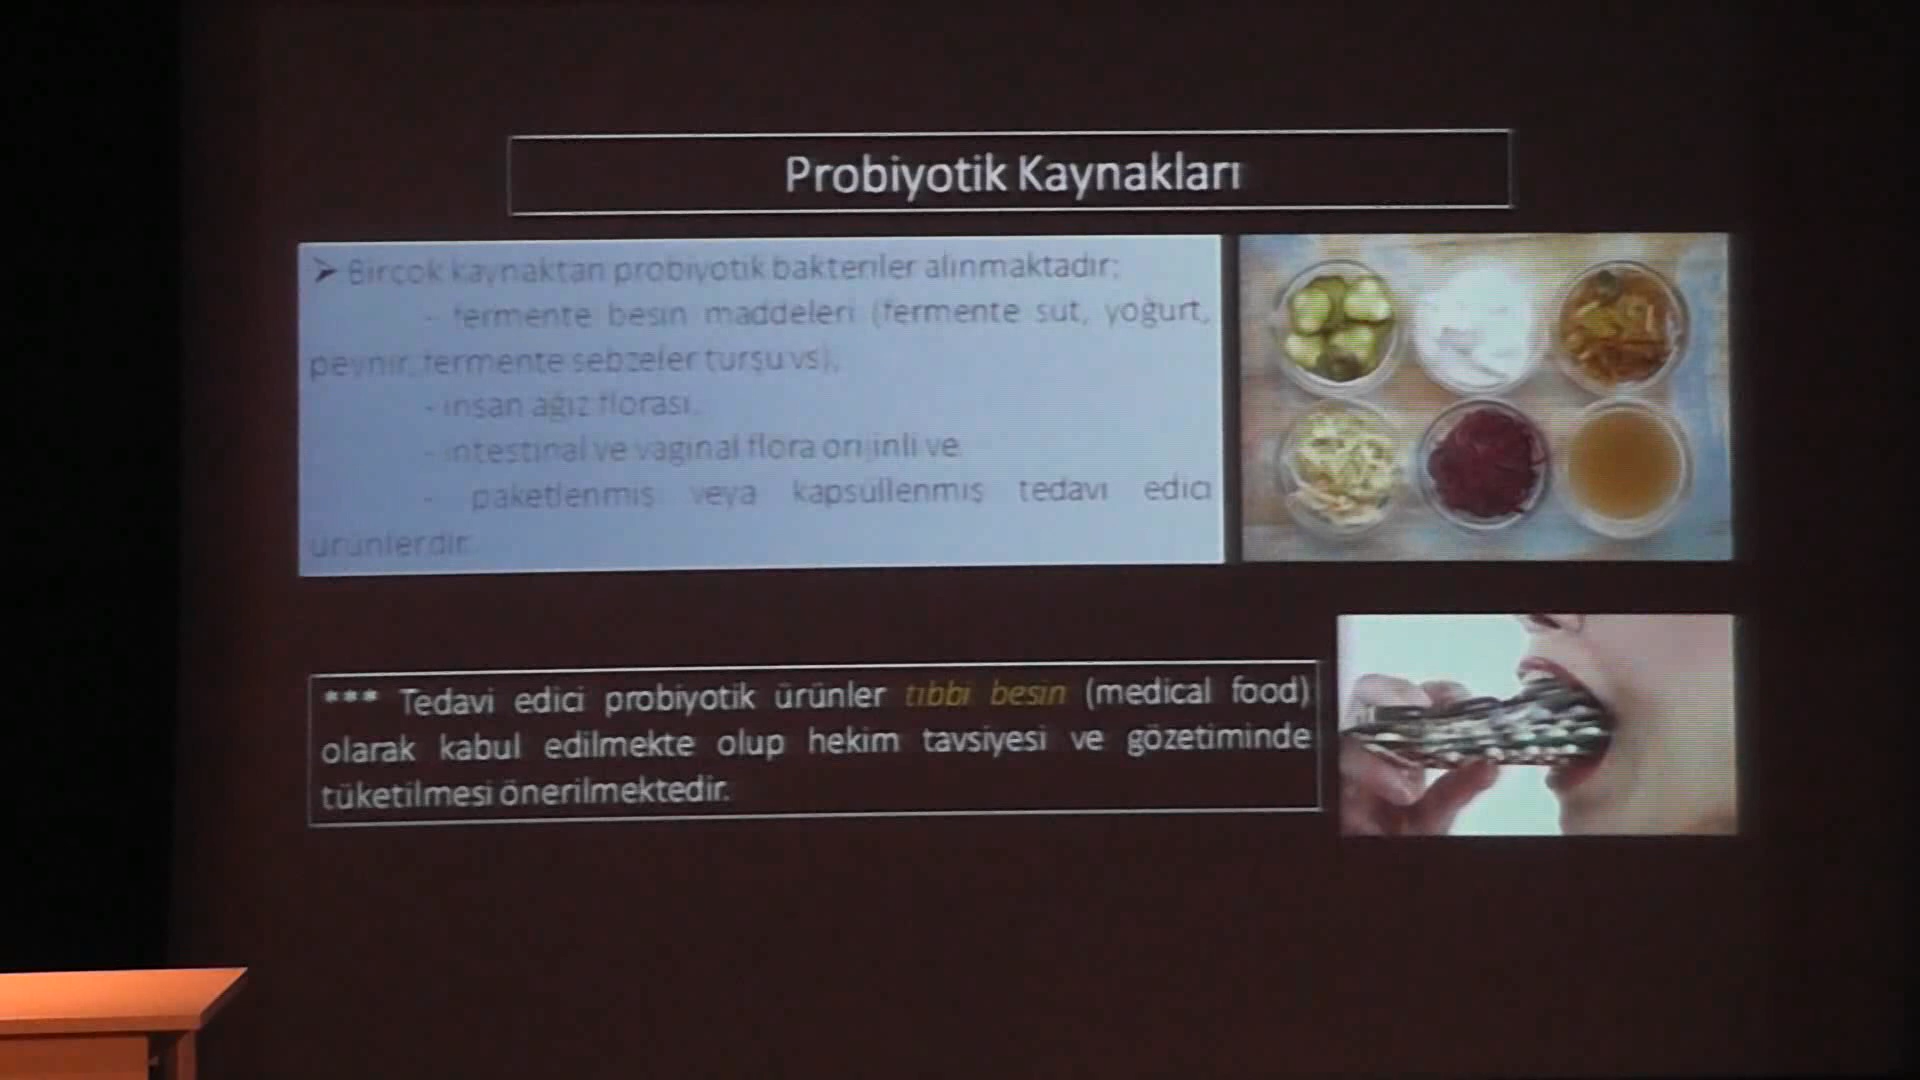 Probiyotik Kaynakları
➤ Birçok kaynaktan probiyotik bakteriler alınmaktadır;
- fermente besin maddeleri (fermente süt, yoğurt,
peynir, fermente sebzeler turşu vs),
- insan ağız florası,
- intestinal ve vaginal flora orijinli ve
- paketlenmiş veya kapsüllenmiş tedavi edici
ürünlerdir.
*** Tedavi edici probiyotik ürünler tıbbi besin (medical food)
olarak kabul edilmekte olup hekim tavsiyesi ve gözetiminde
tüketilmesi önerilmektedir.